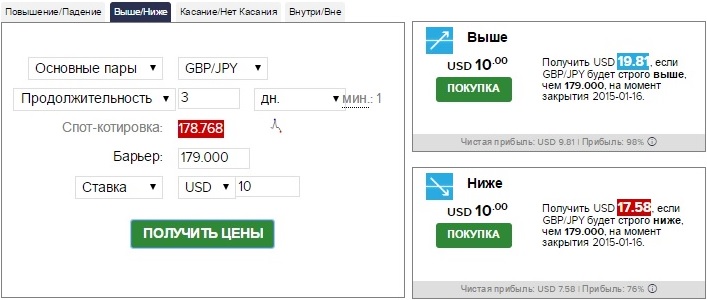 Повышение/Падение Выше/Ниже Касание/Нет Касания Внутри/Вне
Основные пары GBP/JPY
Продолжительность 3 дн. мин.: 1
Спот-котировка: 178.768
Барьер: 179.000
Ставка USD 10
ПОЛУЧИТЬ ЦЕНЫ
Выше
USD 10.00
ПОКУПКА
Получить USD 19.81, если
GBP/JPY будет строго выше,
чем 179.000, на момент
закрытия 2015-01-16.
Чистая прибыль: USD 9.81 | Прибыль: 98%
Ниже
USD 10.00
ПОКУПКА
Получить USD 17.58, если
GBP/JPY будет строго ниже,
чем 179.000, на момент
закрытия 2015-01-16.
Чистая прибыль: USD 7.58 | Прибыль: 76%